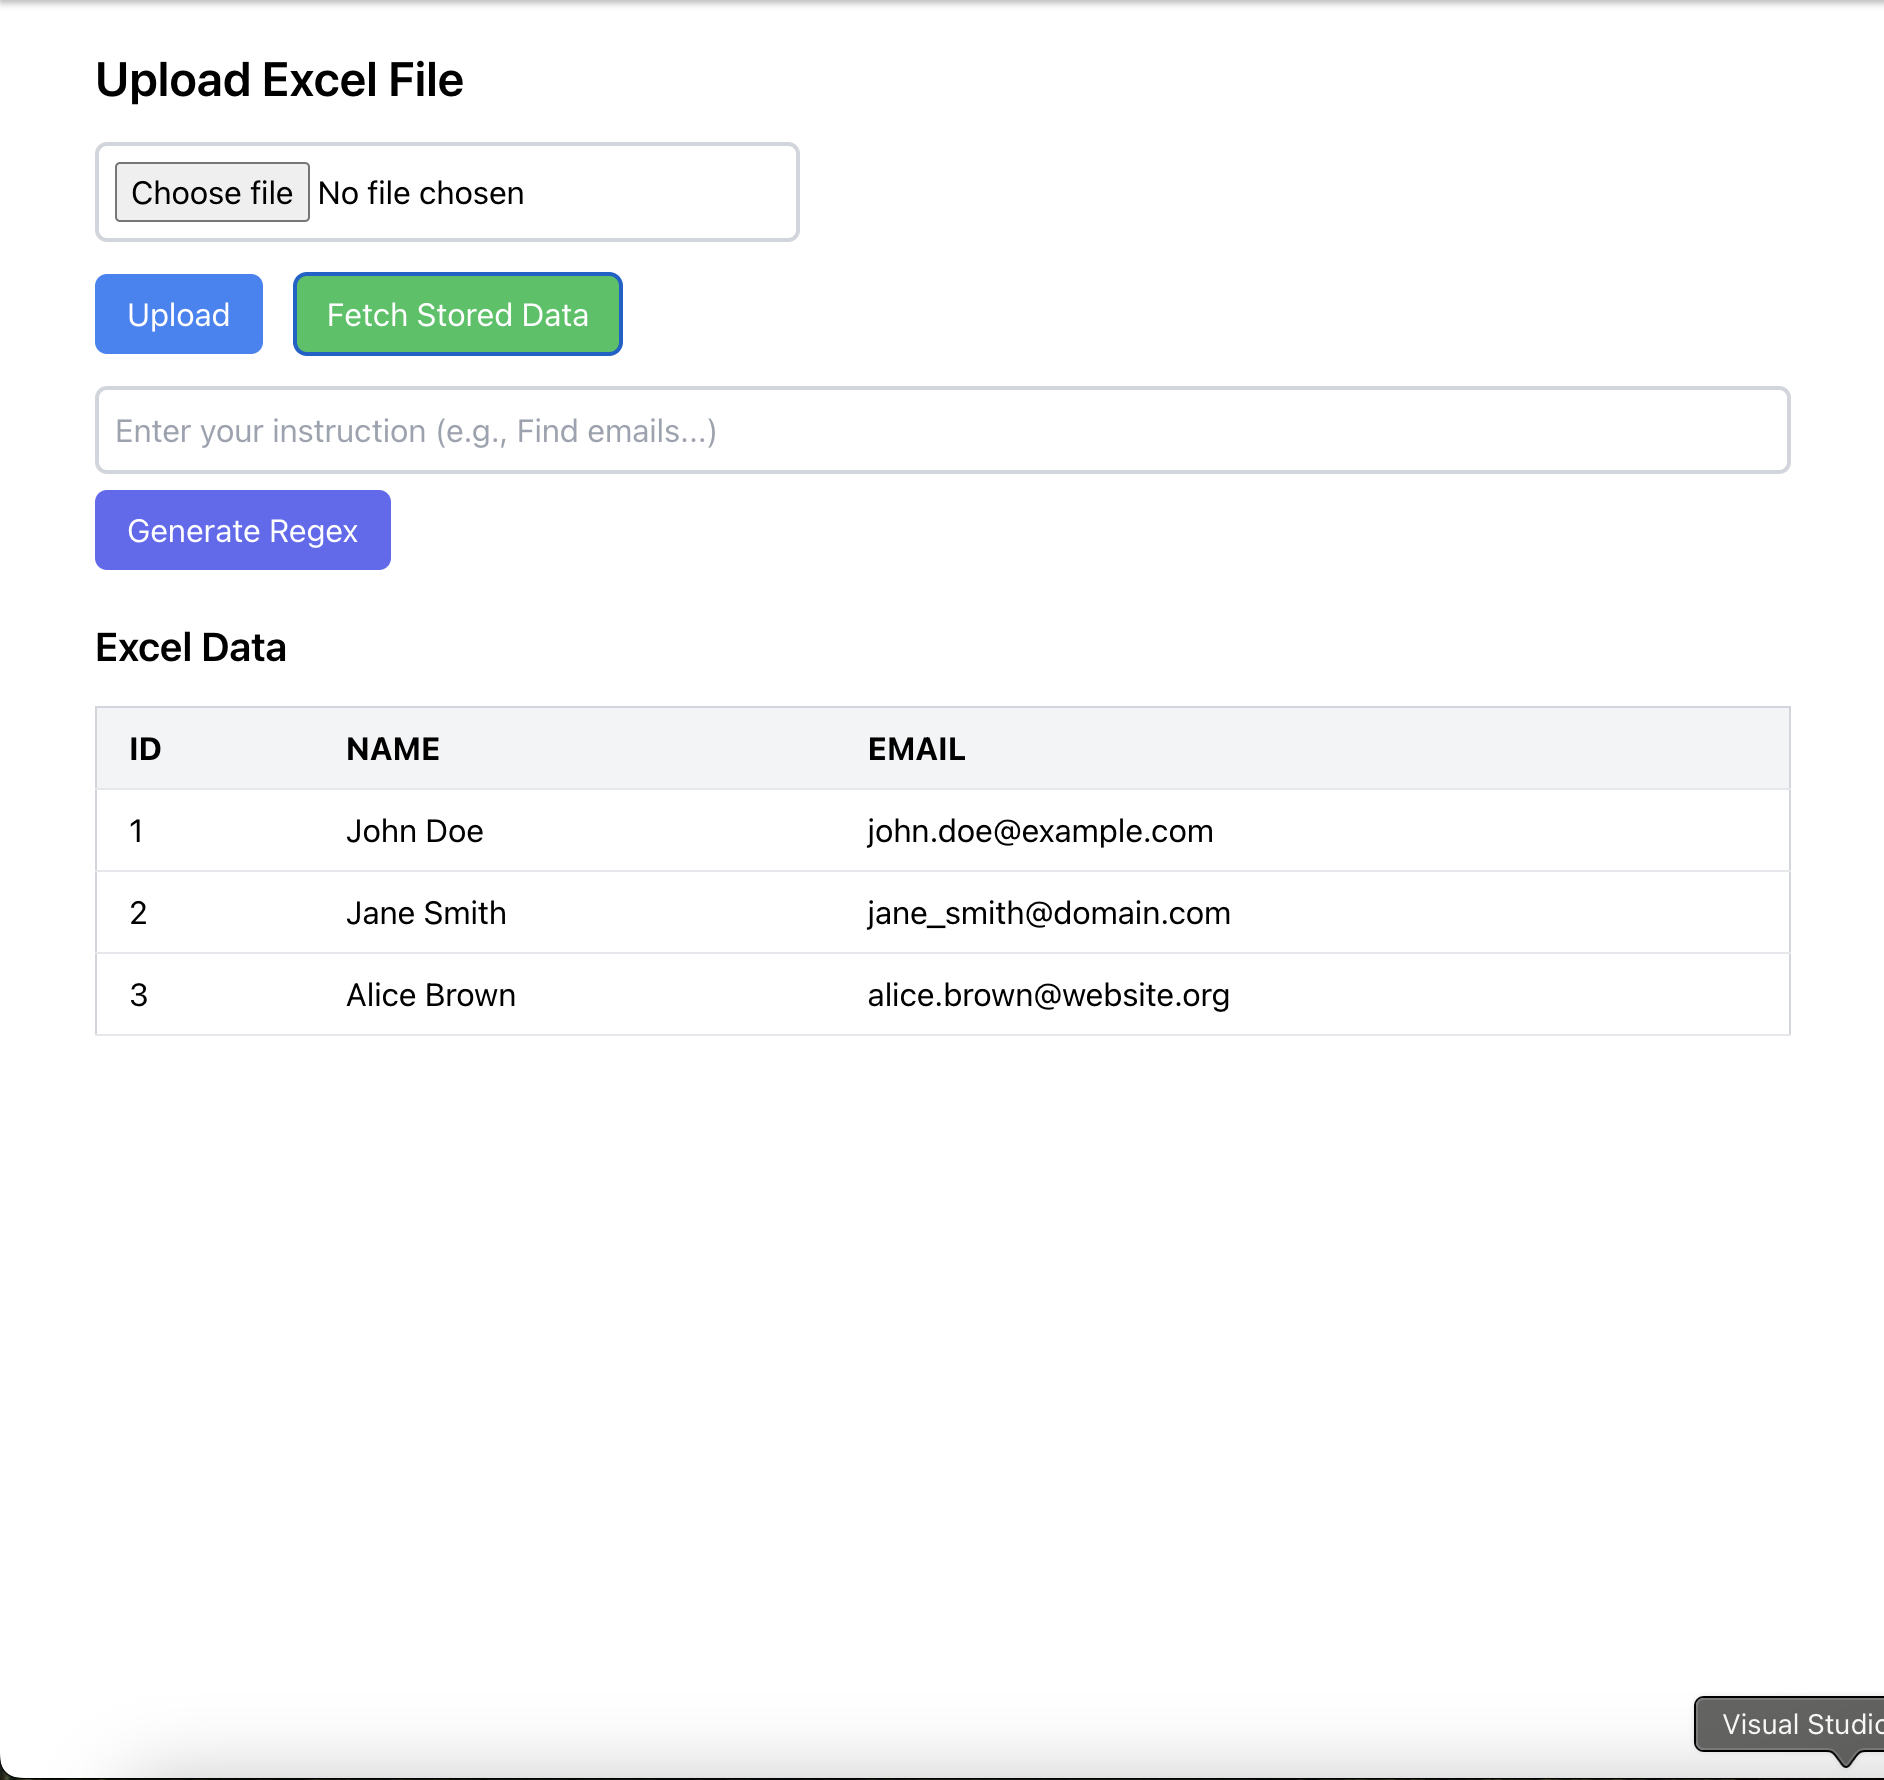 Upload Excel File
Choose file No file chosen
Upload Fetch Stored Data
Enter your instruction (e.g., Find emails...)
Generate Regex
Excel Data
ID NAME EMAIL
1 John Doe john.doe@example.com
2 Jane Smith jane_smith@domain.com
3 Alice Brown alice.brown@website.org
Visual